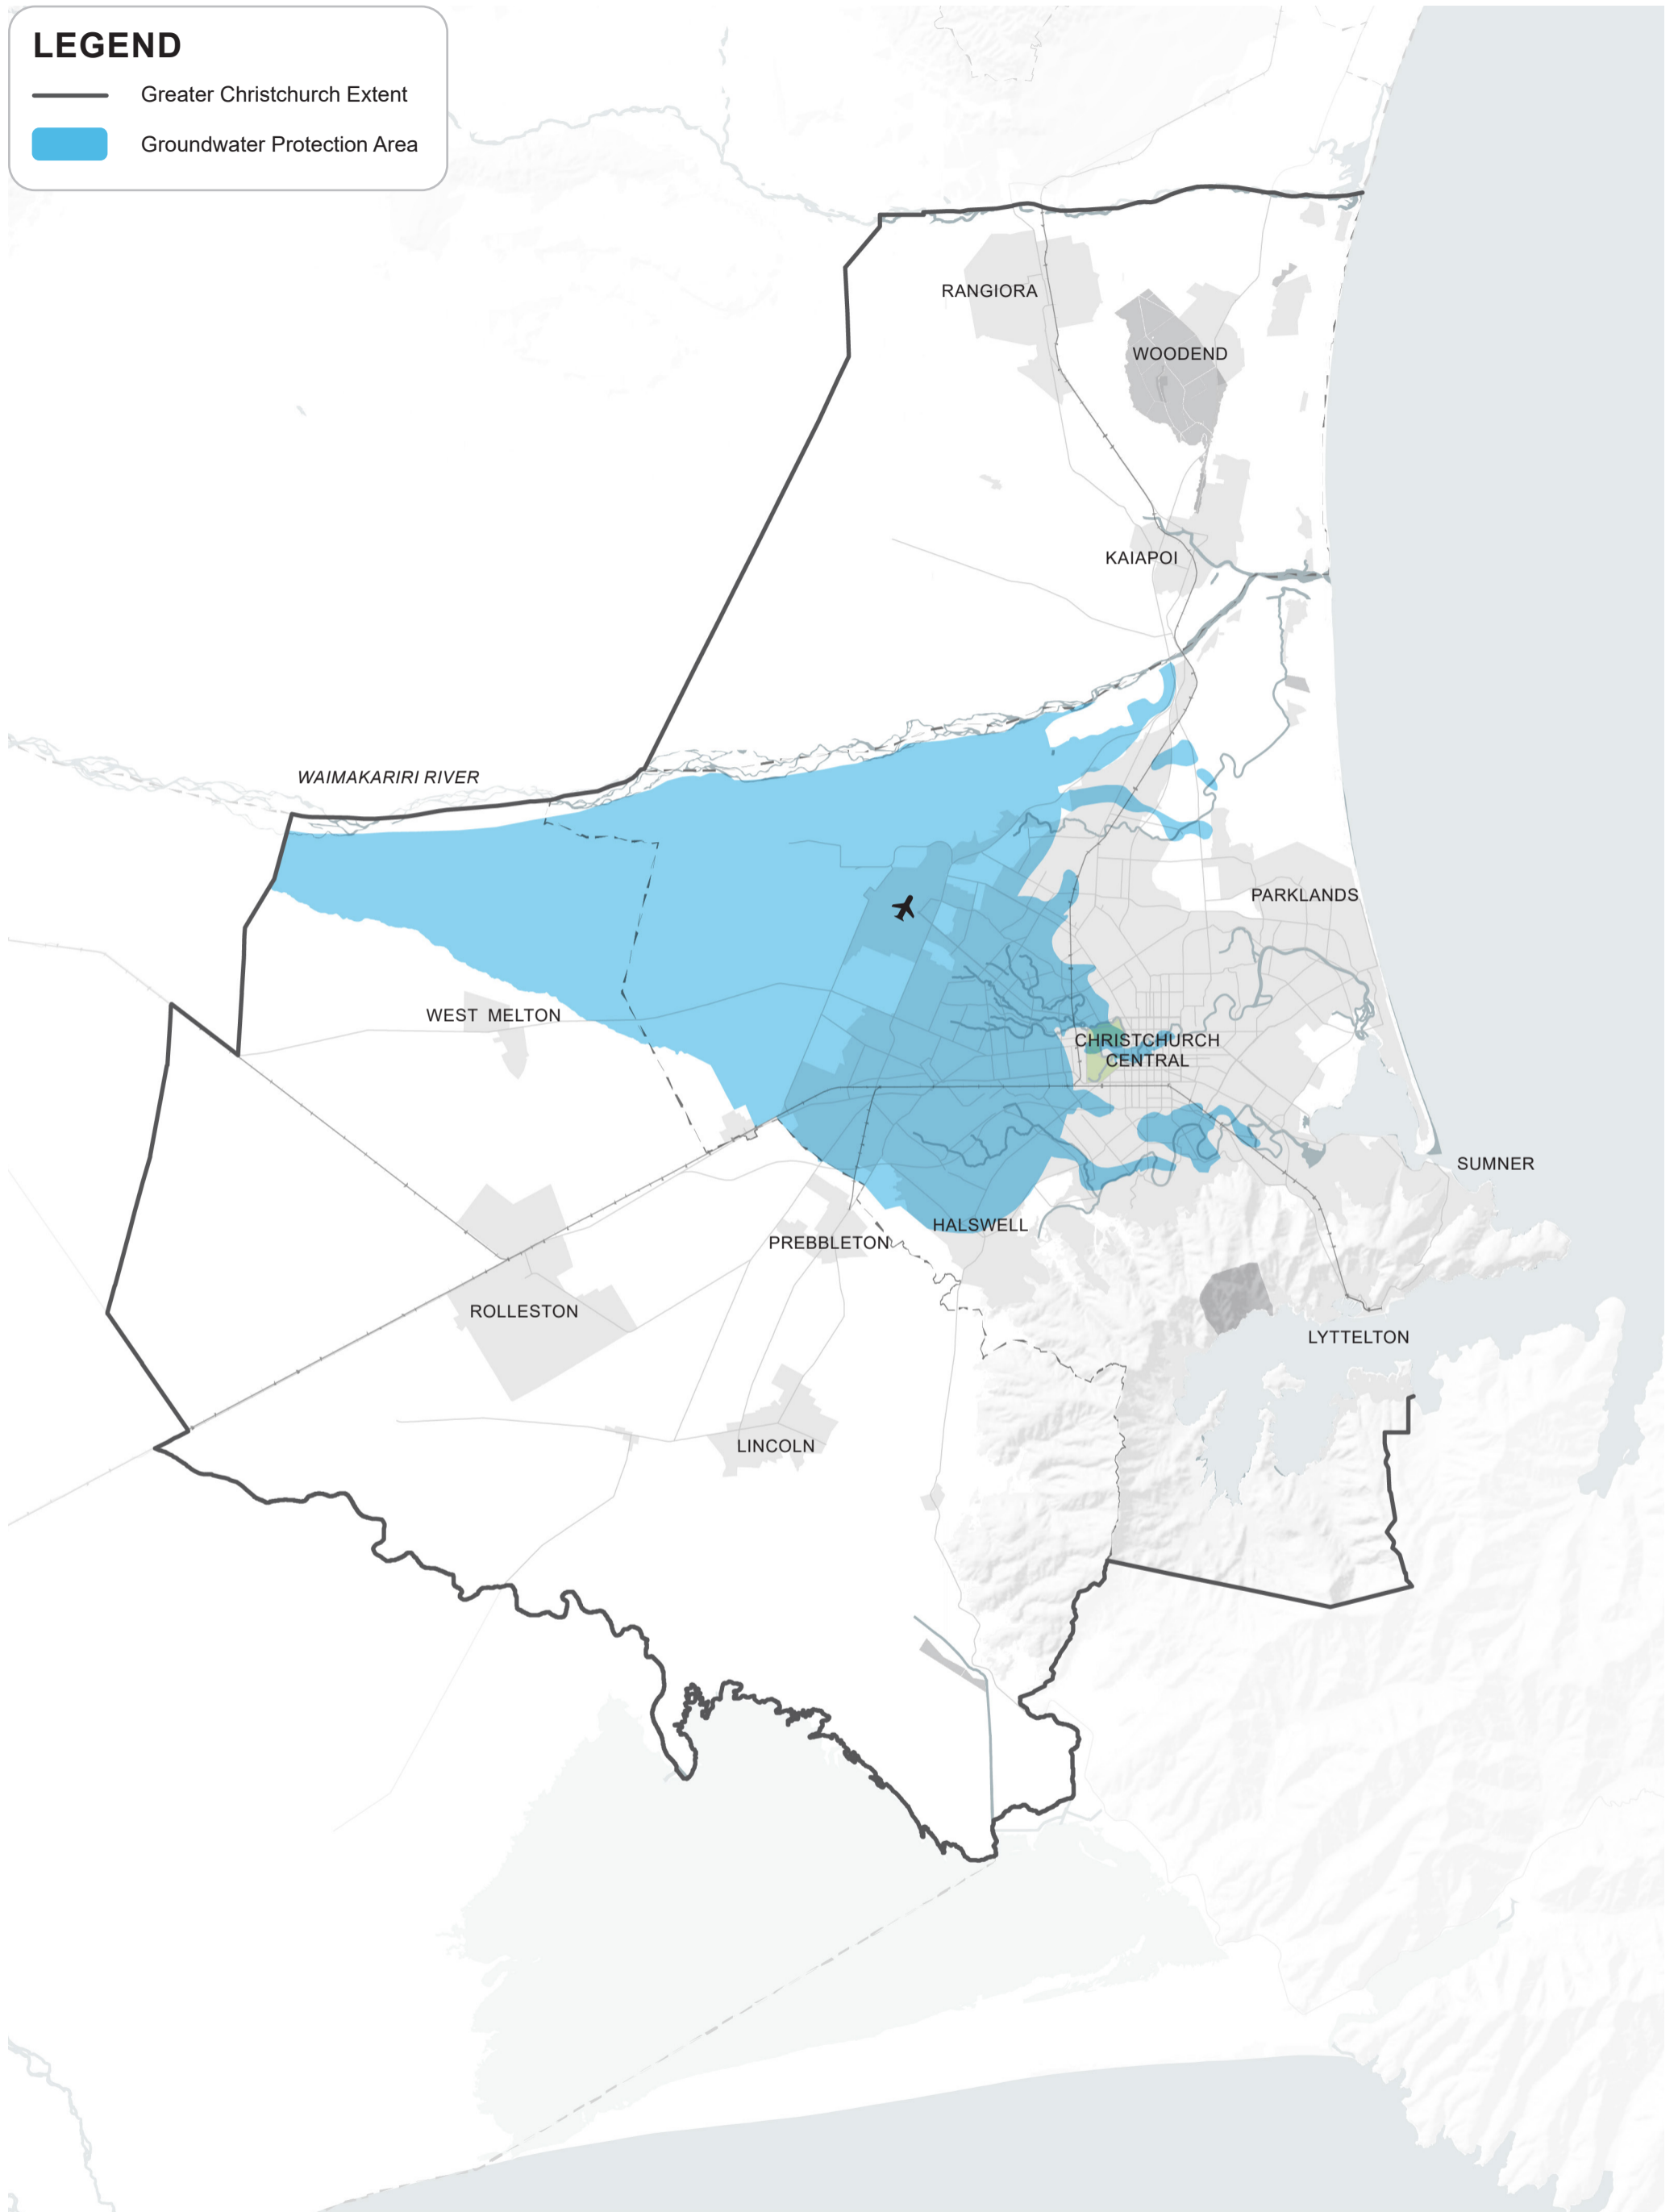 LEGEND
Greater Christchurch Extent
Groundwater Protection Area
RANGIORA
WOODEND
KAIAPOI
WAIMAKARIRI RIVER
PARKLANDS
WEST MELTON
CHRISTCHURCH
CENTRAL
SUMNER
HALSWELL
PREBBLETON
ROLLESTON
LYTTELTON
LINCOLN